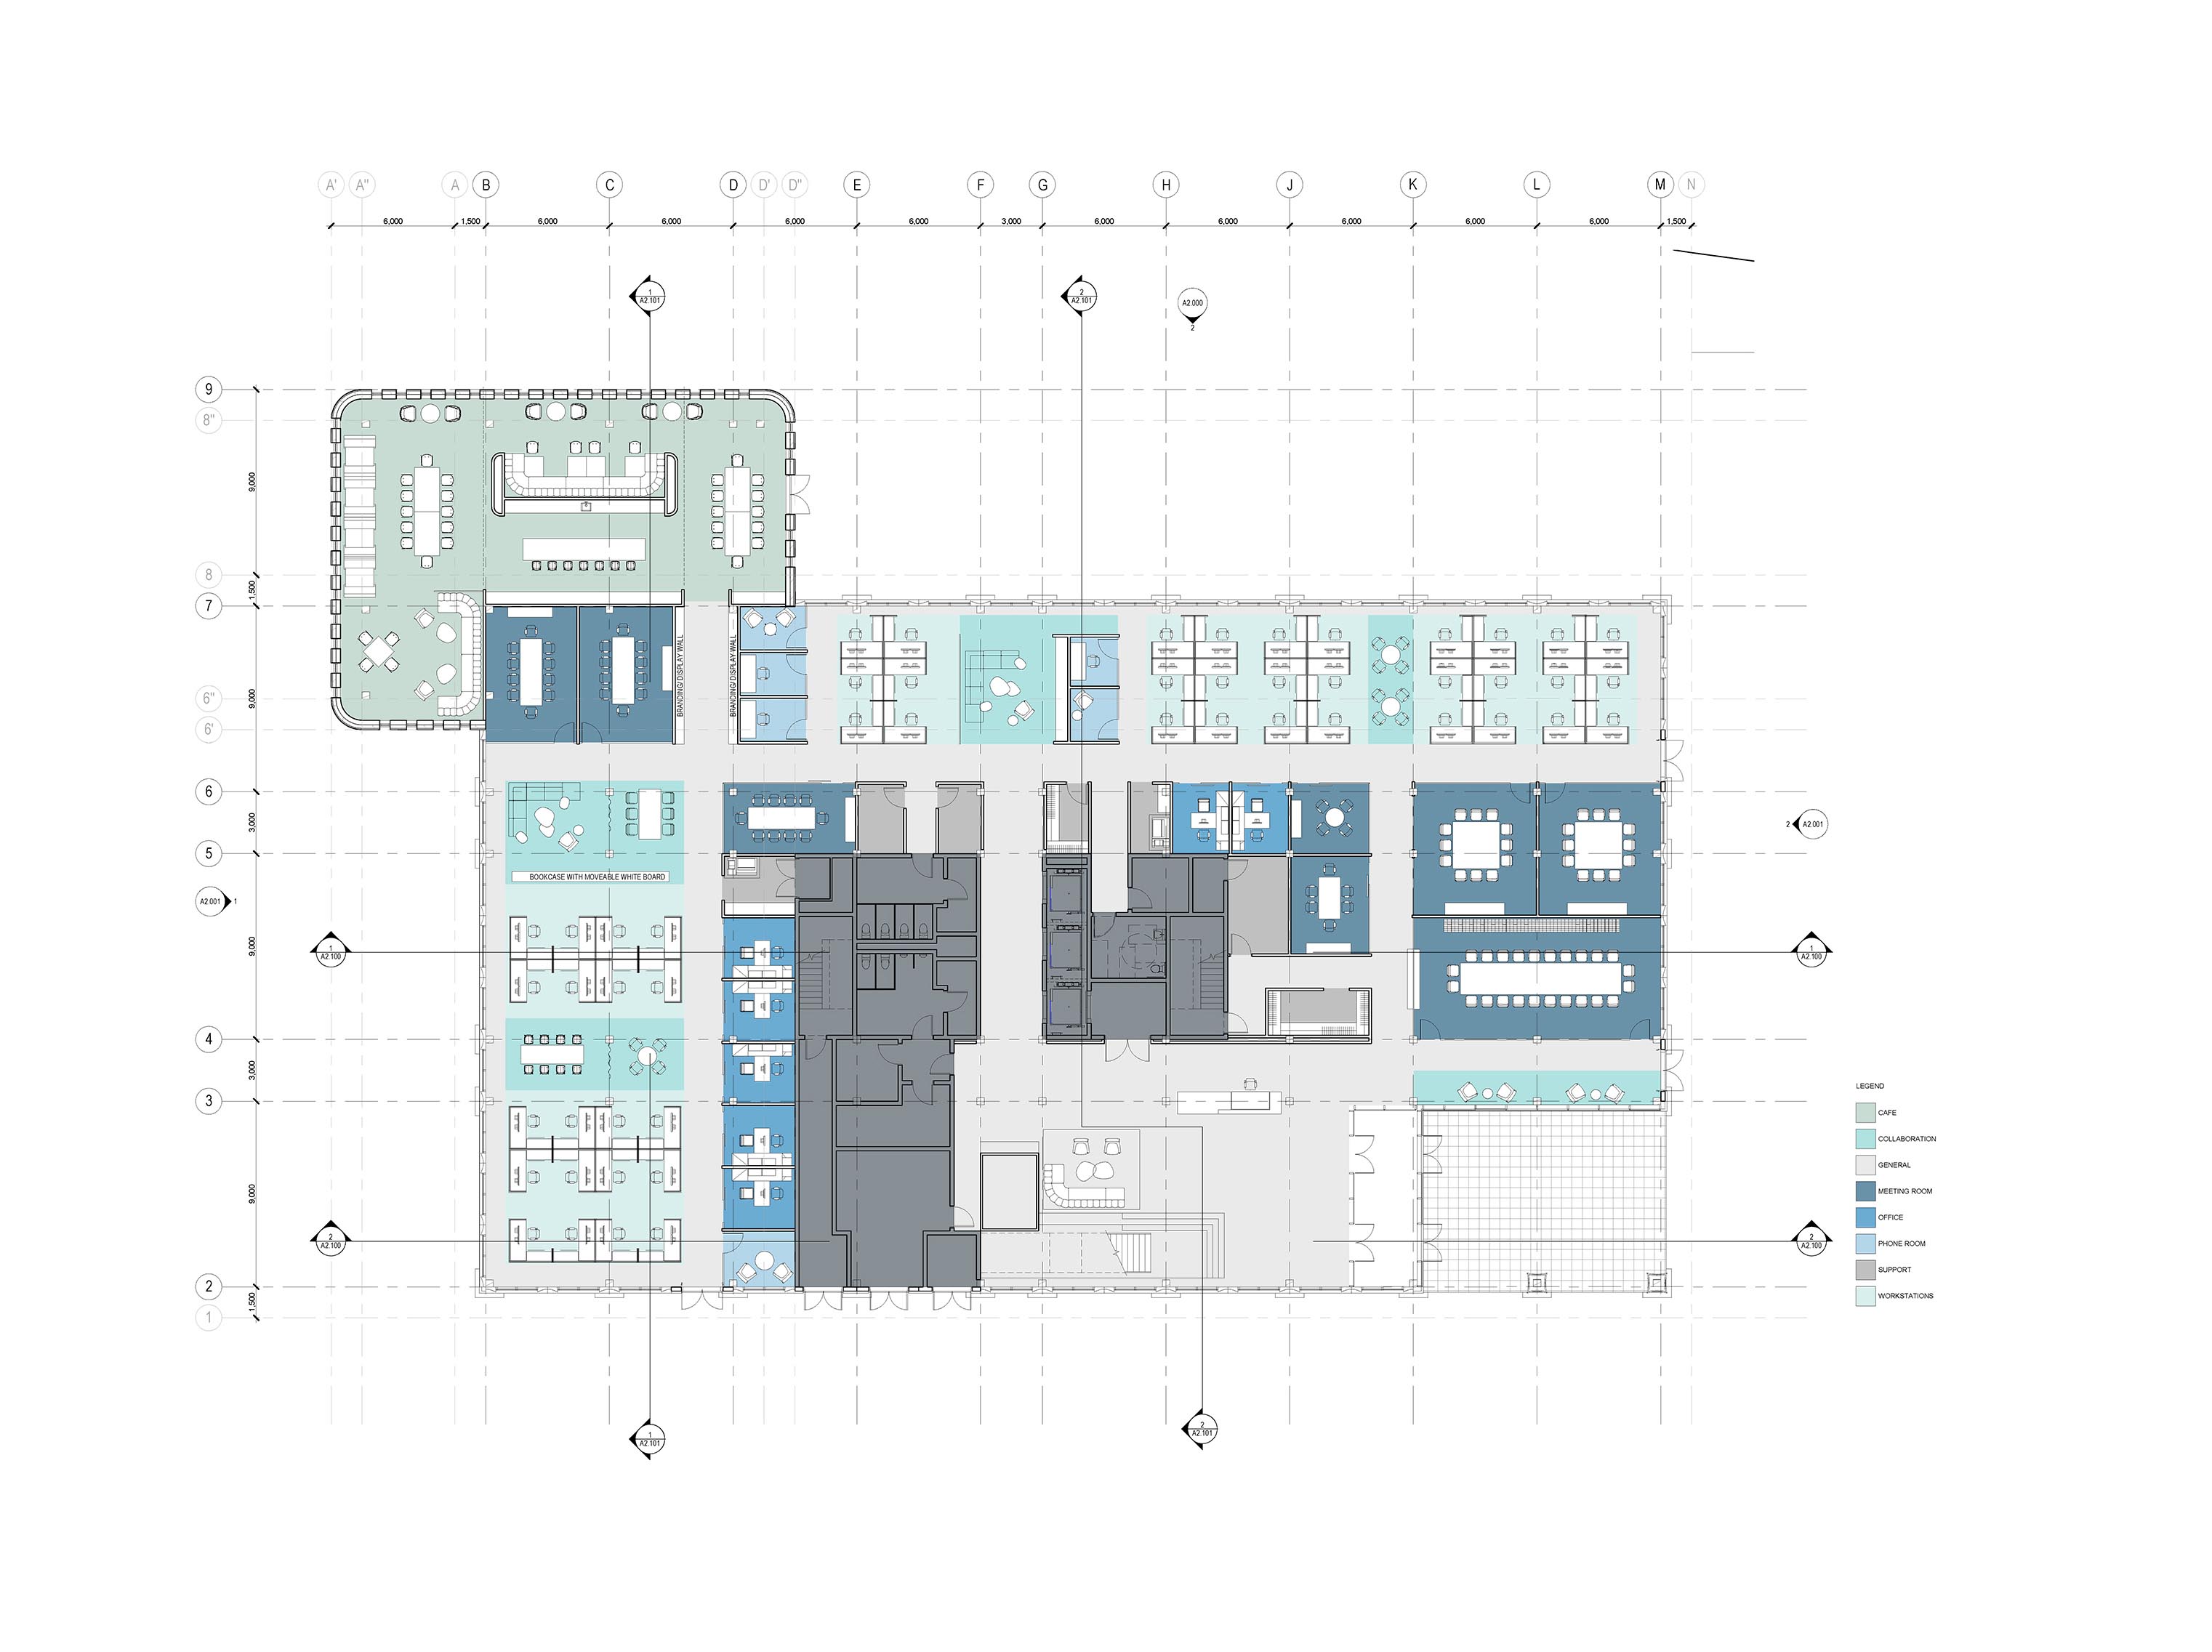 A' A'' A B C D D' D'' E F G H J K L M N
6,000 1,500 6,000 6,000 6,000 6,000 3,000 6,000 6,000 6,000 6,000 6,000 1,500
1 A2.101
2 A2.101
A2.000
2
9
8''
9,000
8
1,500
7
BRANDING/ DISPLAY WALL
BRANDING/ DISPLAY WALL
6''
9,000
6'
6
3,000
2 A2.001
5
BOOKCASE WITH MOVEABLE WHITE BOARD
A2.001 1
9,000
1 A2.100
1 A2.100
4
3,000
3
9,000
2 A2.100
2 A2.100
2
1,500
1
1 A2.101
2 A2.101
LEGEND
CAFE
COLLABORATION
GENERAL
MEETING ROOM
OFFICE
PHONE ROOM
SUPPORT
WORKSTATIONS